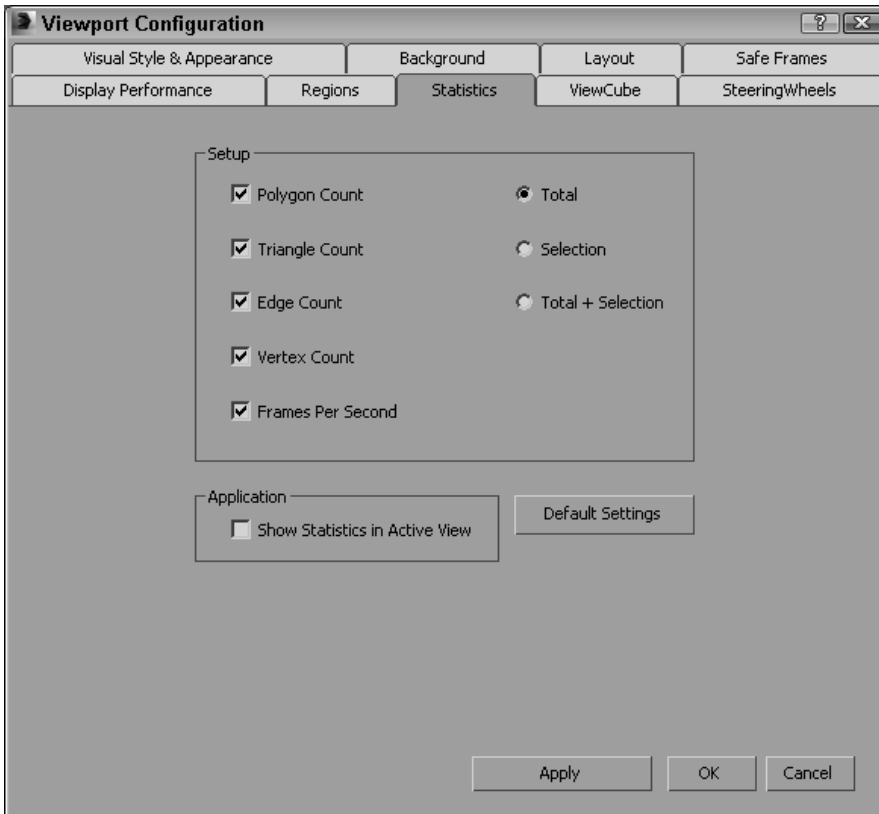 Viewport Configuration
Visual Style & Appearance Background Layout Safe Frames
Display Performance Regions Statistics ViewCube SteeringWheels
Setup
Polygon Count Total
Triangle Count Selection
Edge Count Total + Selection
Vertex Count
Frames Per Second
Application
Show Statistics in Active View
Default Settings
Apply OK Cancel